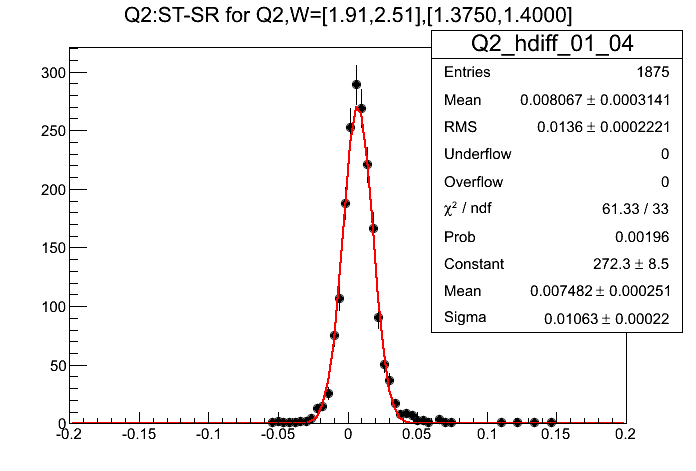 Q2:ST-SR for Q2,W=[1.91,2.51],[1.3750,1.4000]
Q2_hdiff_01_04
Entries 1875
Mean 0.008067 ± 0.0003141
RMS 0.0136 ± 0.0002221
Underflow 0
Overflow 0
χ² / ndf 61.33 / 33
Prob 0.00196
Constant 272.3 ± 8.5
Mean 0.007482 ± 0.000251
Sigma 0.01063 ± 0.00022
300
250
200
150
100
50
0
-0.2 -0.15 -0.1 -0.05 0 0.05 0.1 0.15 0.2